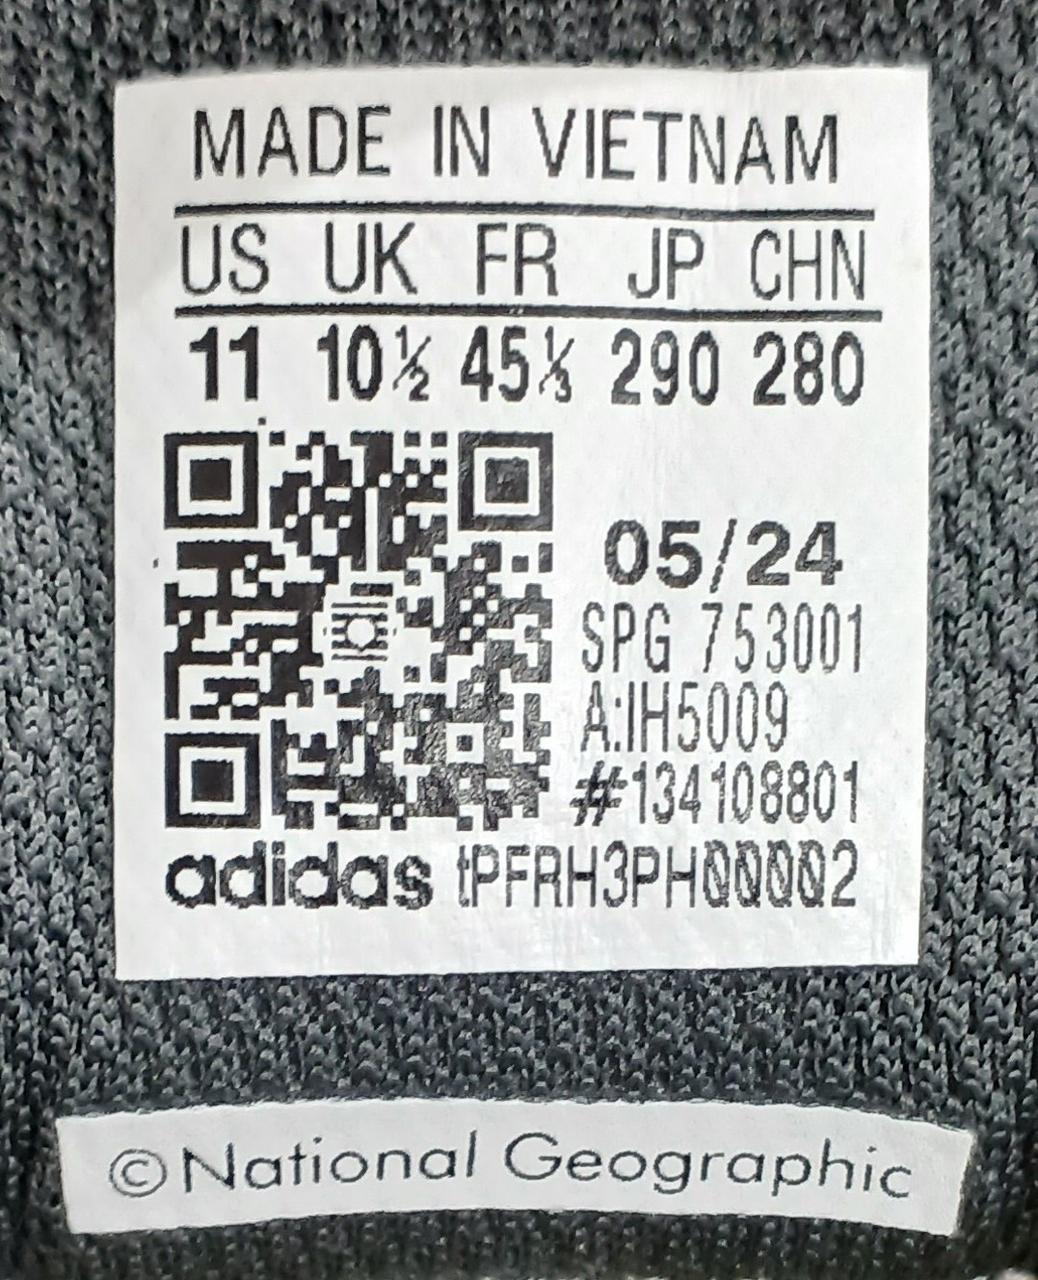 MADE IN VIETNAM
US UK FR JP CHN
11 10½ 45⅓ 290 280
05/24
SPG 753001
A:IH5009
#134108801
adidas tPFRH3PH000002
©National Geographic